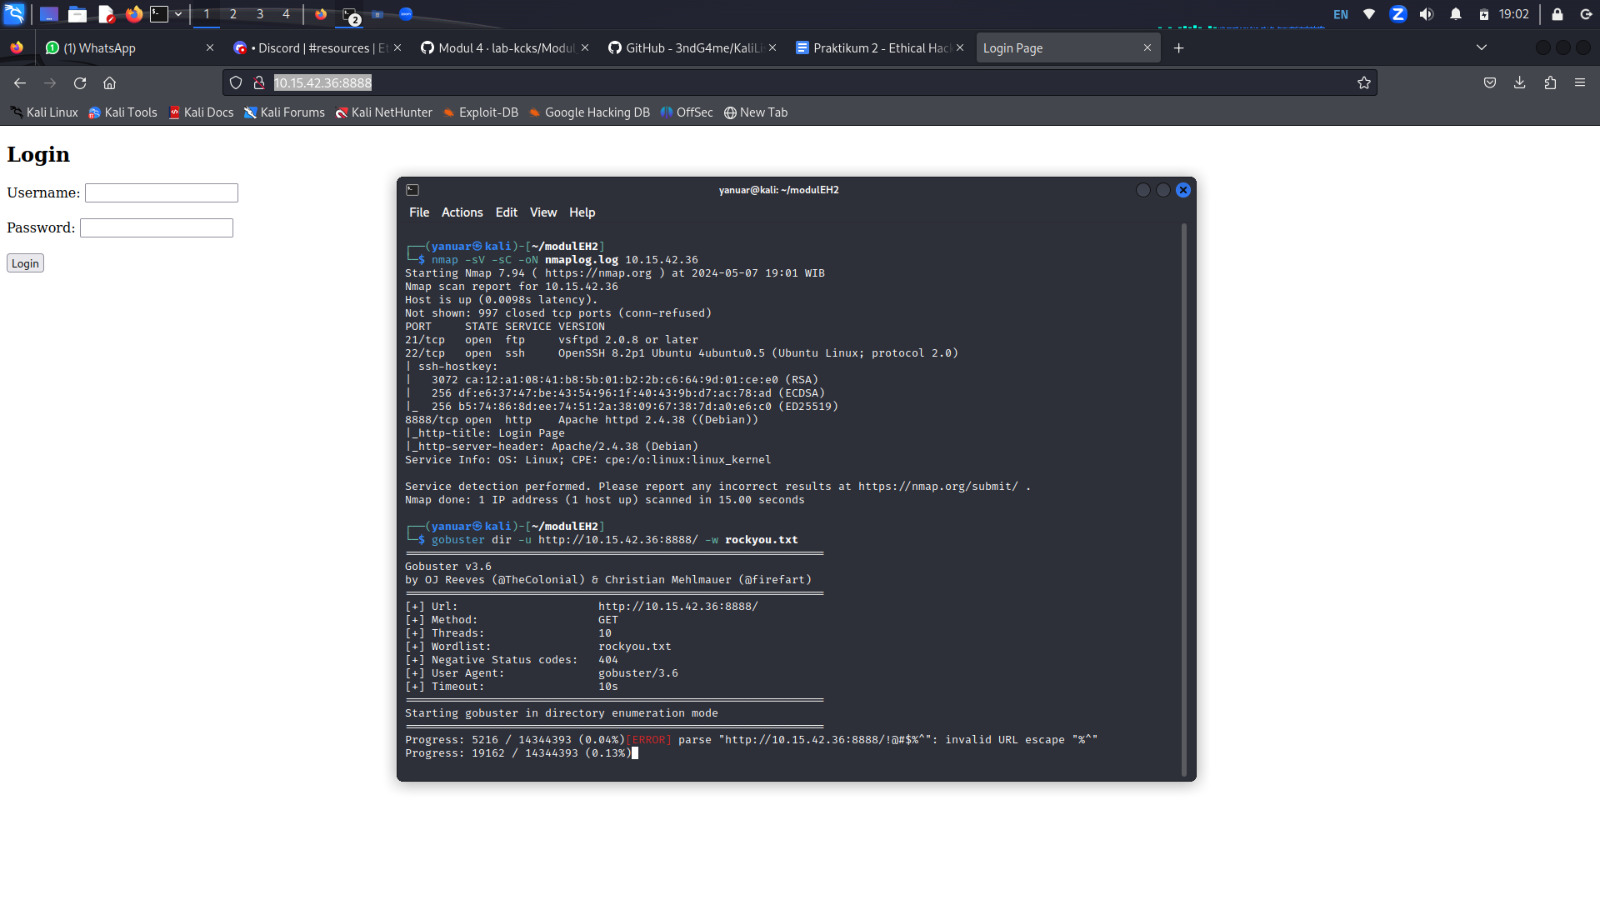 1 2 3 4 2 EN Z 19:02
(1) WhatsApp
• Discord | #resources | Et
Modul 4 · lab-kcks/Modul
GitHub - 3ndG4me/KaliLi
Praktikum 2 - Ethical Hac
Login Page
10.15.42.36:8888
Kali Linux Kali Tools Kali Docs Kali Forums Kali NetHunter Exploit-DB Google Hacking DB OffSec New Tab
Login
Username:
Password:
Login
yanuar@kali: ~/modulEH2
File Actions Edit View Help
┌──(yanuar㉿kali)-[~/modulEH2]
└─$ nmap -sV -sC -oN nmaplog.log 10.15.42.36
Starting Nmap 7.94 ( https://nmap.org ) at 2024-05-07 19:01 WIB
Nmap scan report for 10.15.42.36
Host is up (0.0098s latency).
Not shown: 997 closed tcp ports (conn-refused)
PORT     STATE SERVICE VERSION
21/tcp   open  ftp     vsftpd 2.0.8 or later
22/tcp   open  ssh     OpenSSH 8.2p1 Ubuntu 4ubuntu0.5 (Ubuntu Linux; protocol 2.0)
| ssh-hostkey:
|   3072 ca:12:a1:08:41:b8:5b:01:b2:2b:c6:64:9d:01:ce:e0 (RSA)
|   256 df:e6:37:47:be:43:54:96:1f:40:43:9b:d7:ac:78:ad (ECDSA)
|_  256 b5:74:86:8d:ee:74:51:2a:38:09:67:38:7d:a0:e6:c0 (ED25519)
8888/tcp open  http    Apache httpd 2.4.38 ((Debian))
|_http-title: Login Page
|_http-server-header: Apache/2.4.38 (Debian)
Service Info: OS: Linux; CPE: cpe:/o:linux:linux_kernel
Service detection performed. Please report any incorrect results at https://nmap.org/submit/ .
Nmap done: 1 IP address (1 host up) scanned in 15.00 seconds
┌──(yanuar㉿kali)-[~/modulEH2]
└─$ gobuster dir -u http://10.15.42.36:8888/ -w rockyou.txt
Gobuster v3.6
by OJ Reeves (@TheColonial) & Christian Mehlmauer (@firefart)
[+] Url:                     http://10.15.42.36:8888/
[+] Method:                  GET
[+] Threads:                 10
[+] Wordlist:                rockyou.txt
[+] Negative Status codes:   404
[+] User Agent:              gobuster/3.6
[+] Timeout:                 10s
Starting gobuster in directory enumeration mode
Progress: 5216 / 14344393 (0.04%)[ERROR] parse "http://10.15.42.36:8888/!@#$%^": invalid URL escape "%^"
Progress: 19162 / 14344393 (0.13%)